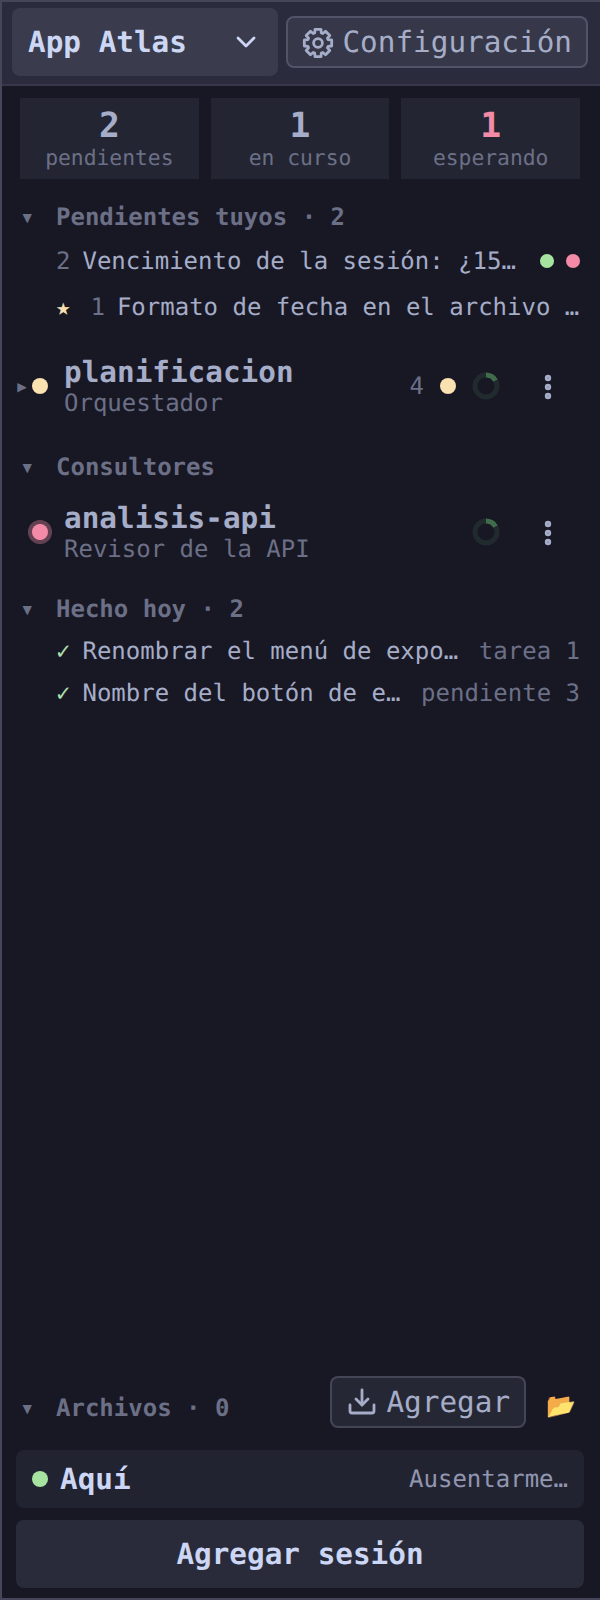 App Atlas
Configuración
2
pendientes
1
en curso
1
esperando
Pendientes tuyos · 2
2 Vencimiento de la sesión: ¿15…
★ 1 Formato de fecha en el archivo …
planificacion
Orquestador
4
Consultores
analisis-api
Revisor de la API
Hecho hoy · 2
✓ Renombrar el menú de expo… tarea 1
✓ Nombre del botón de e… pendiente 3
Archivos · 0
Agregar
Aquí
Ausentarme…
Agregar sesión